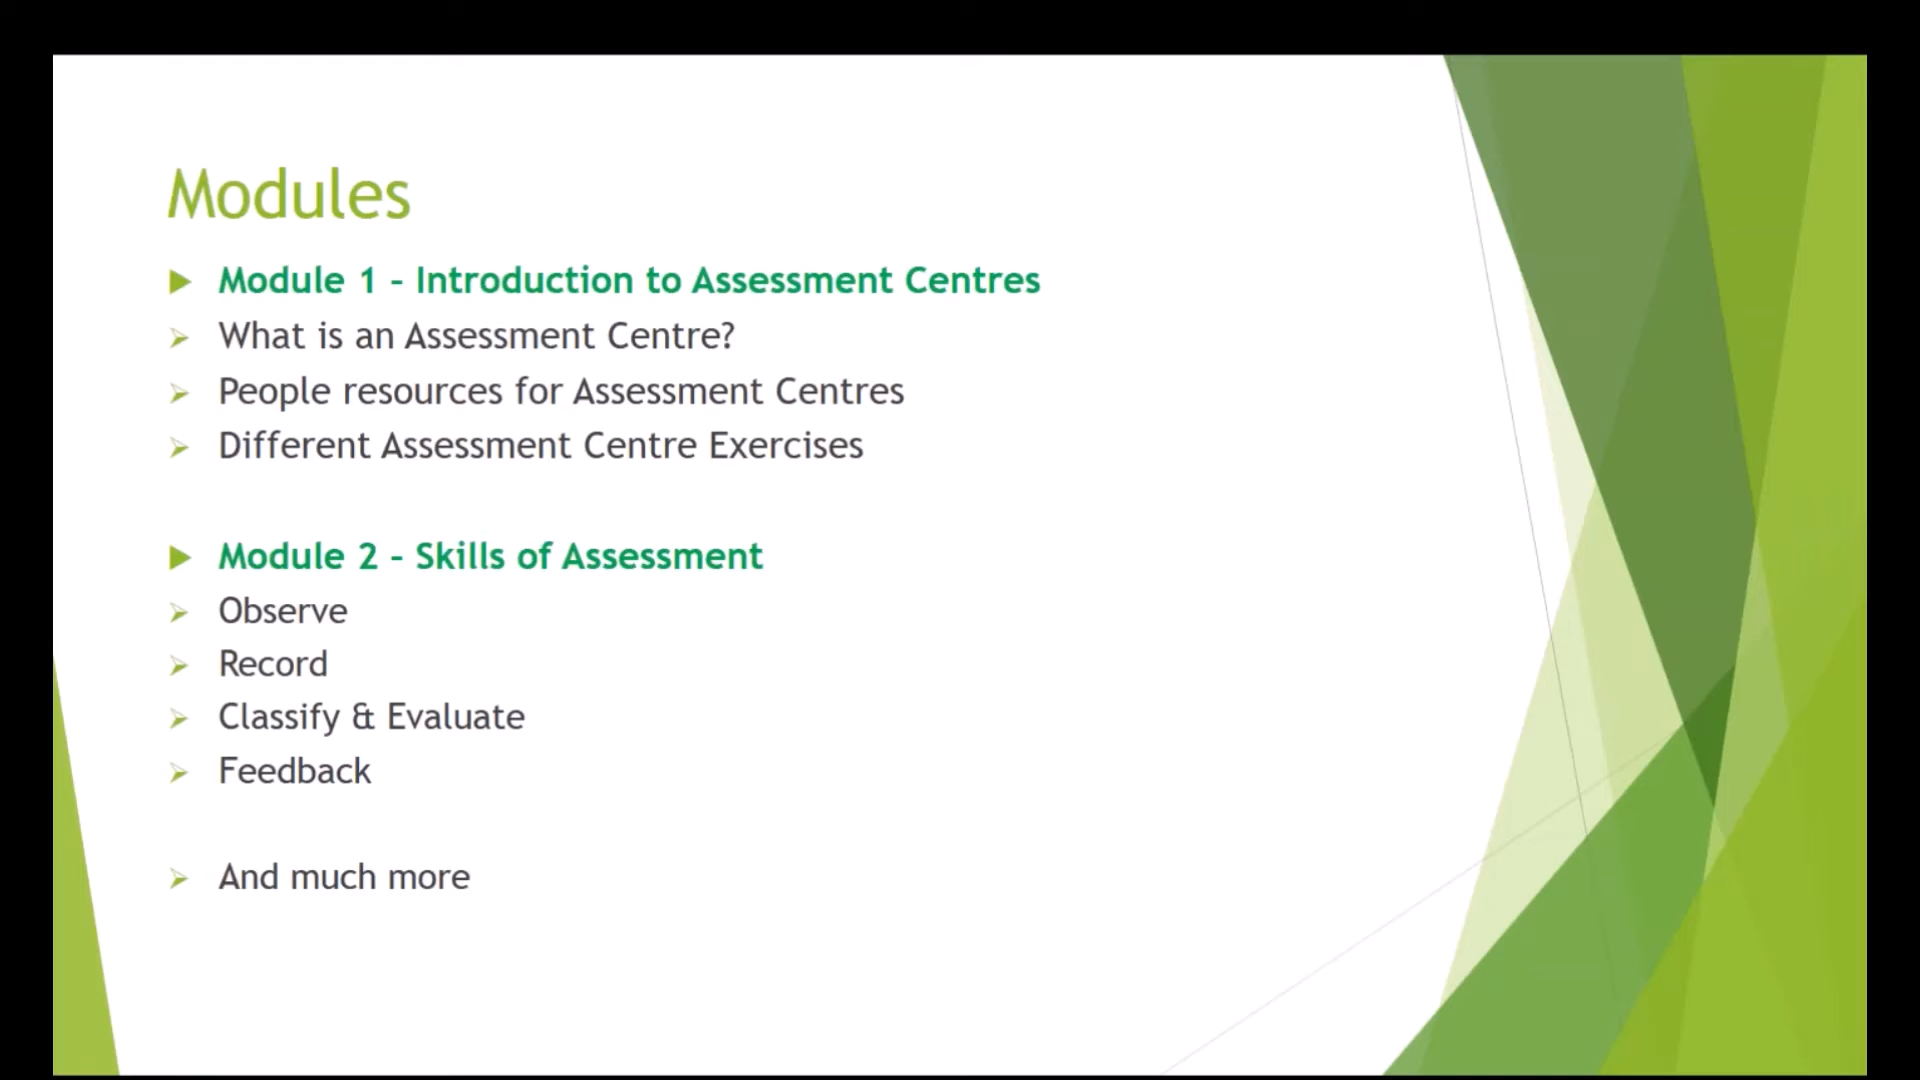 Modules
Module 1 – Introduction to Assessment Centres
What is an Assessment Centre?
People resources for Assessment Centres
Different Assessment Centre Exercises
Module 2 – Skills of Assessment
Observe
Record
Classify & Evaluate
Feedback
And much more